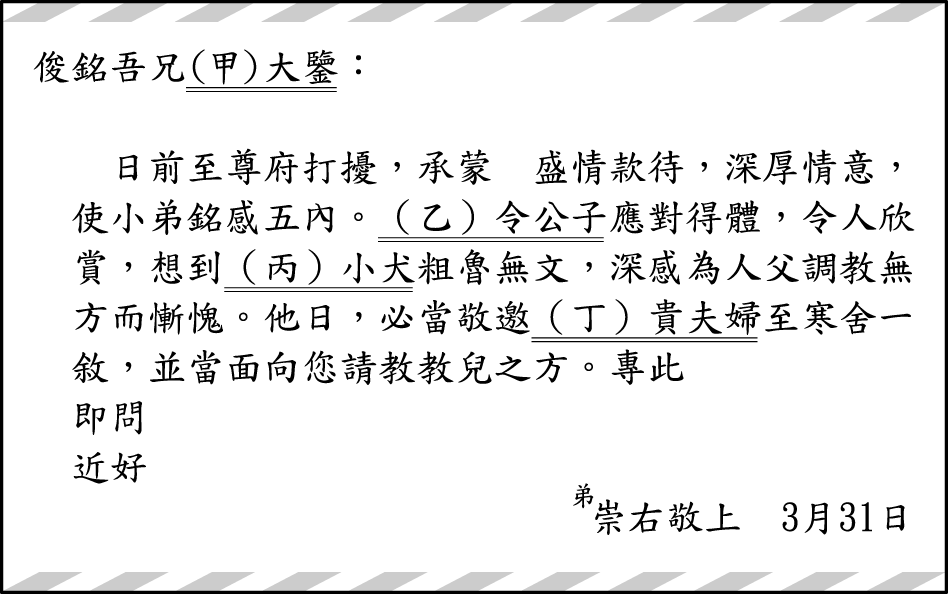 俊銘吾兄(甲)大鑒：
日前至尊府打擾，承蒙　盛情款待，深厚情意，
使小弟銘感五內。（乙）令公子應對得體，令人欣
賞，想到（丙）小犬粗魯無文，深感為人父調教無
方而慚愧。他日，必當敬邀（丁）貴夫婦至寒舍一
敘，並當面向您請教教兒之方。專此
即問
近好
弟崇右敬上　3月31日